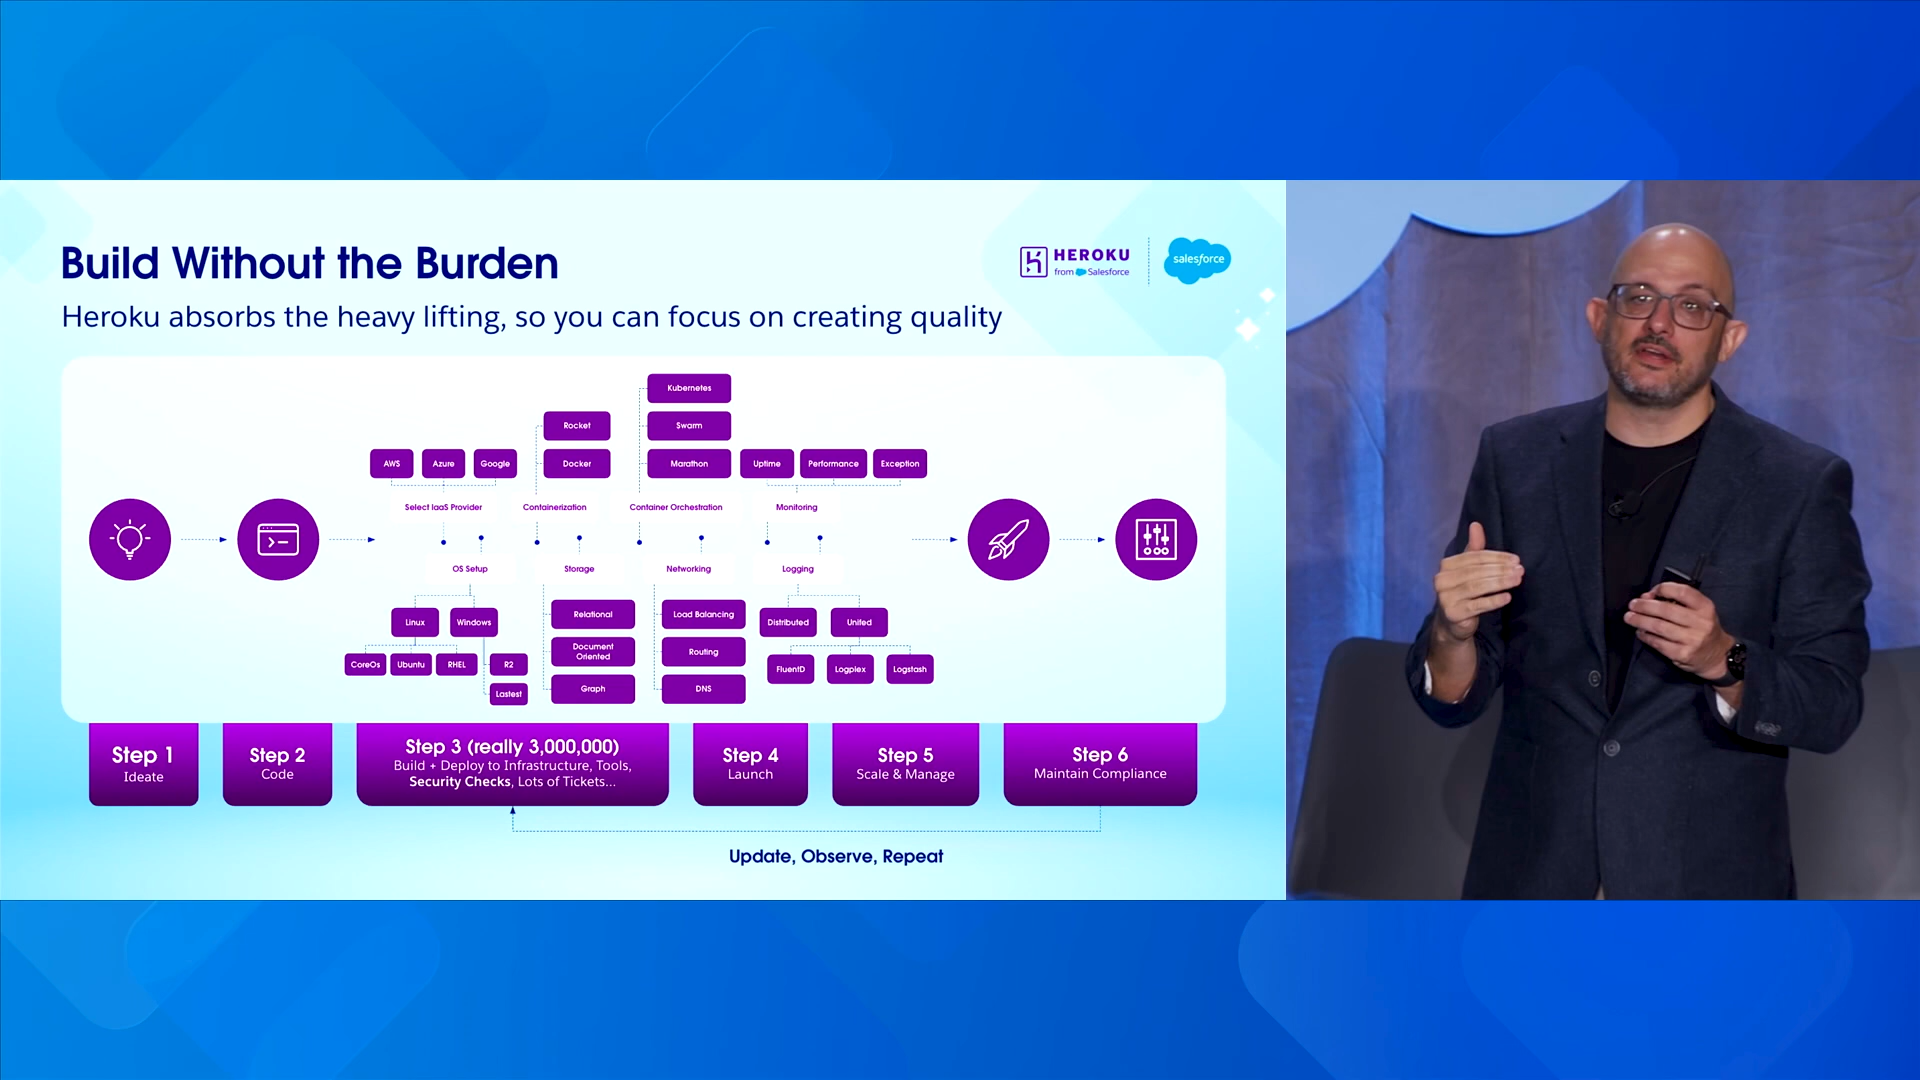 Build Without the Burden
HEROKU
from Salesforce
salesforce
Heroku absorbs the heavy lifting, so you can focus on creating quality
Kubernetes
Rocket
Swarm
AWS
Azure
Google
Docker
Marathon
Uptime
Performance
Exception
Select IaaS Provider
Containerization
Container Orchestration
Monitoring
OS Setup
Storage
Networking
Logging
Linux
Windows
Relational
Load Balancing
Distributed
United
CoreOs
Ubuntu
RHEL
R2
Document
Oriented
Routing
FluentD
Logplex
Logstash
Lastest
Graph
DNS
Step 1
Ideate
Step 2
Code
Step 3 (really 3,000,000)
Build + Deploy to Infrastructure, Tools,
Security Checks, Lots of Tickets...
Step 4
Launch
Step 5
Scale & Manage
Step 6
Maintain Compliance
Update, Observe, Repeat